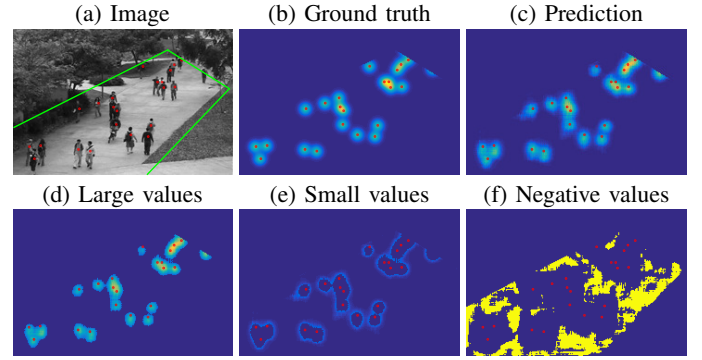 (a) Image
(b) Ground truth
(c) Prediction
(d) Large values
(e) Small values
(f) Negative values